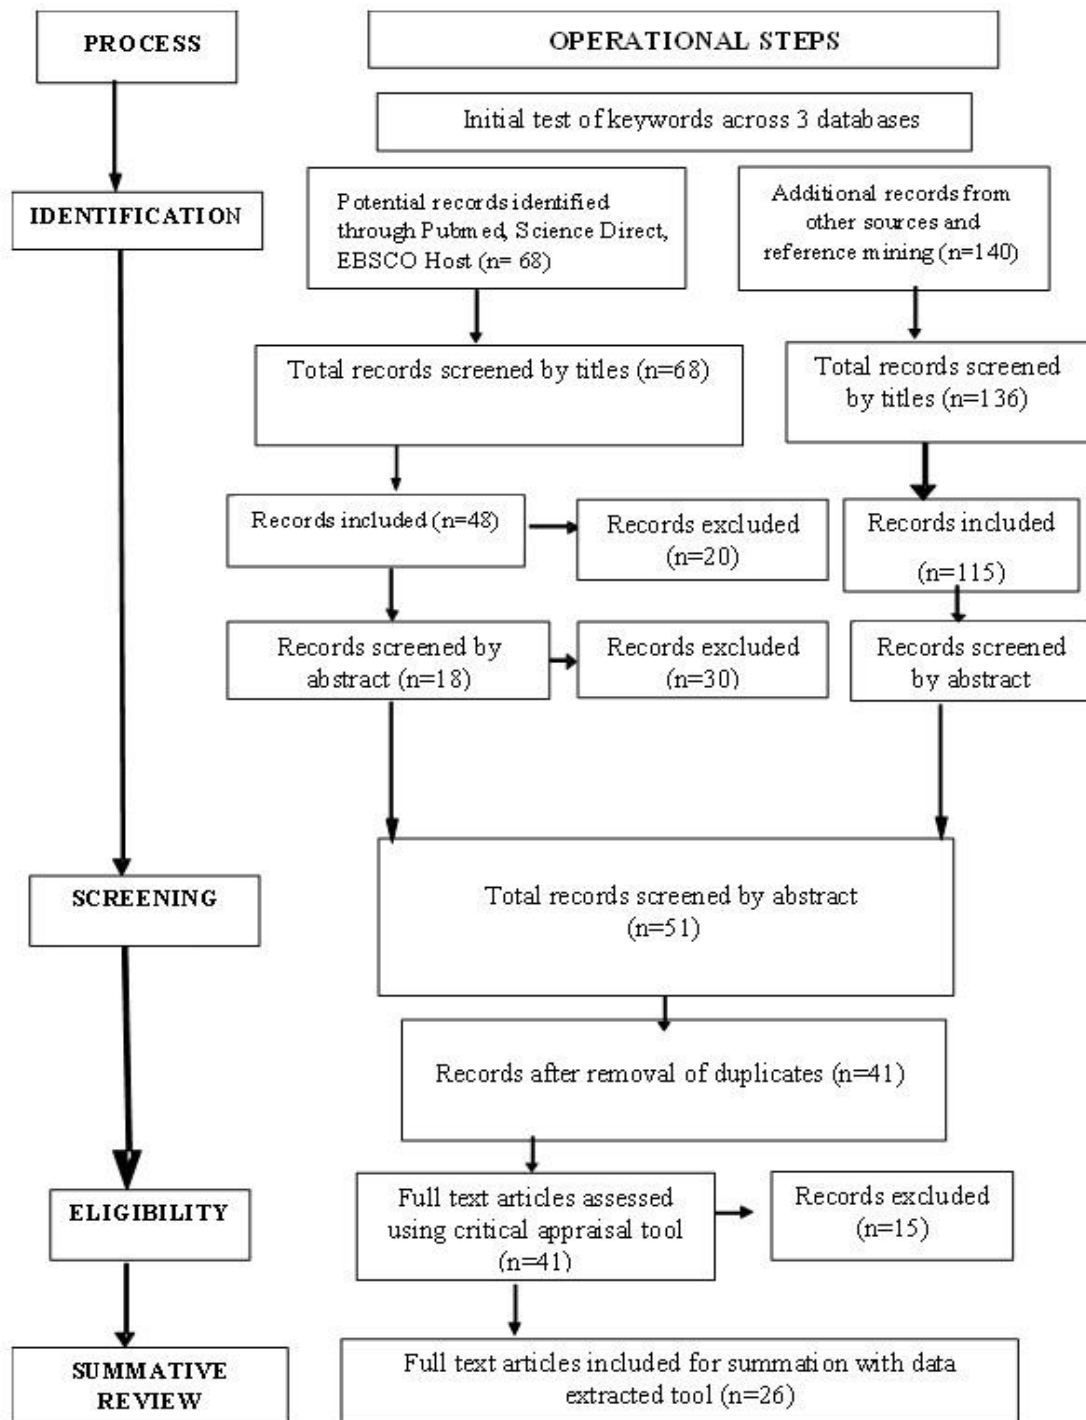 PROCESS
OPERATIONAL STEPS
Initial test of keywords across 3 databases
IDENTIFICATION
Potential records identified
through Pubmed, Science Direct,
EBSCO Host (n= 68)
Additional records from
other sources and
reference mining (n=140)
Total records screened by titles (n=68)
Total records screened
by titles (n=136)
Records included (n=48)
Records excluded
(n=20)
Records included
(n=115)
Records screened by
abstract (n=18)
Records excluded
(n=30)
Records screened
by abstract
SCREENING
Total records screened by abstract
(n=51)
Records after removal of duplicates (n=41)
ELIGIBILITY
Full text articles assessed
using critical appraisal tool
(n=41)
Records excluded
(n=15)
SUMMATIVE
REVIEW
Full text articles included for summation with data
extracted tool (n=26)